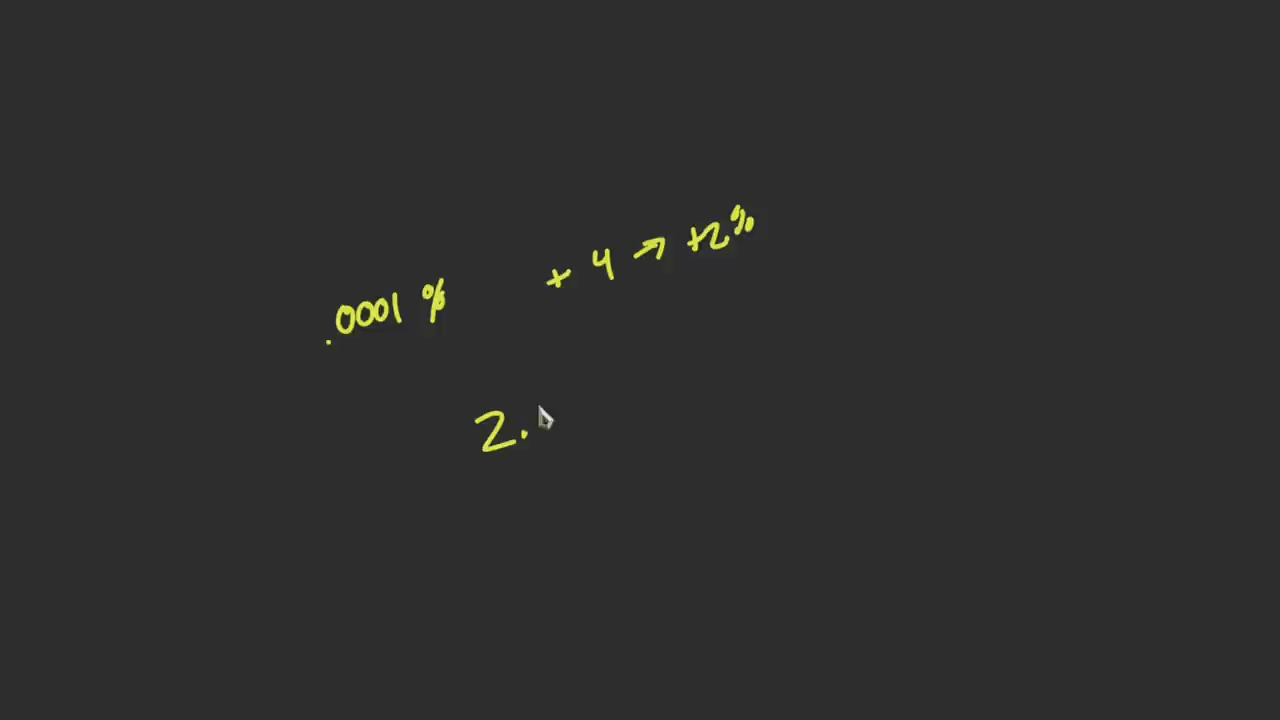 .0001 % + 4 → +2%
2.